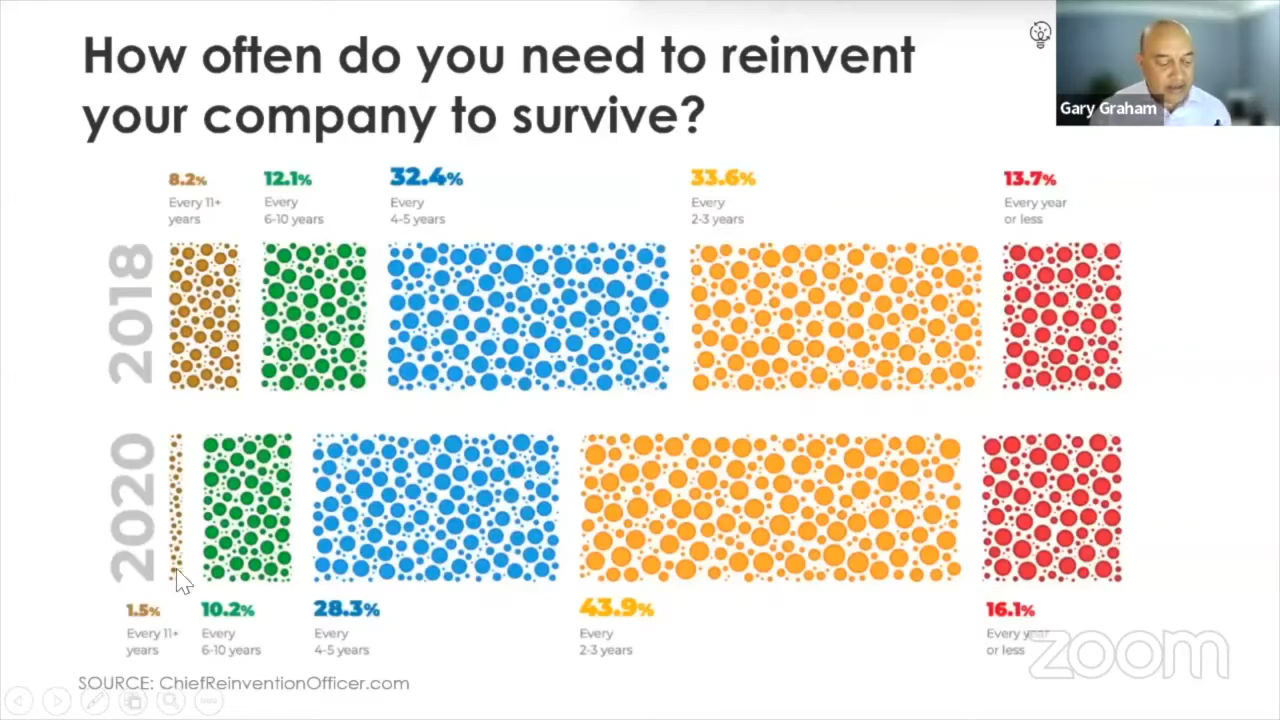 How often do you need to reinvent
your company to survive?
Gary Graham
8.2%
Every 11+
years
12.1%
Every
6-10 years
32.4%
Every
4-5 years
33.6%
Every
2-3 years
13.7%
Every year
or less
2018
2020
1.5%
Every 11+
years
10.2%
Every
6-10 years
28.3%
Every
4-5 years
43.9%
Every
2-3 years
16.1%
Every year
or less
zoom
SOURCE: ChiefReinventionOfficer.com